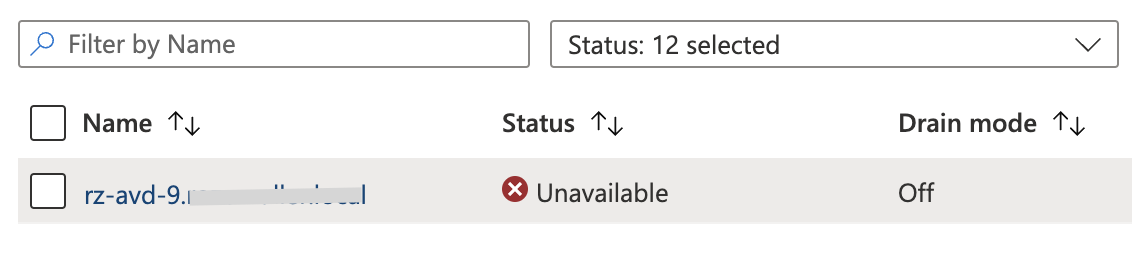 Filter by Name
Status: 12 selected
Name
Status
Drain mode
rz-avd-9.
Unavailable
Off